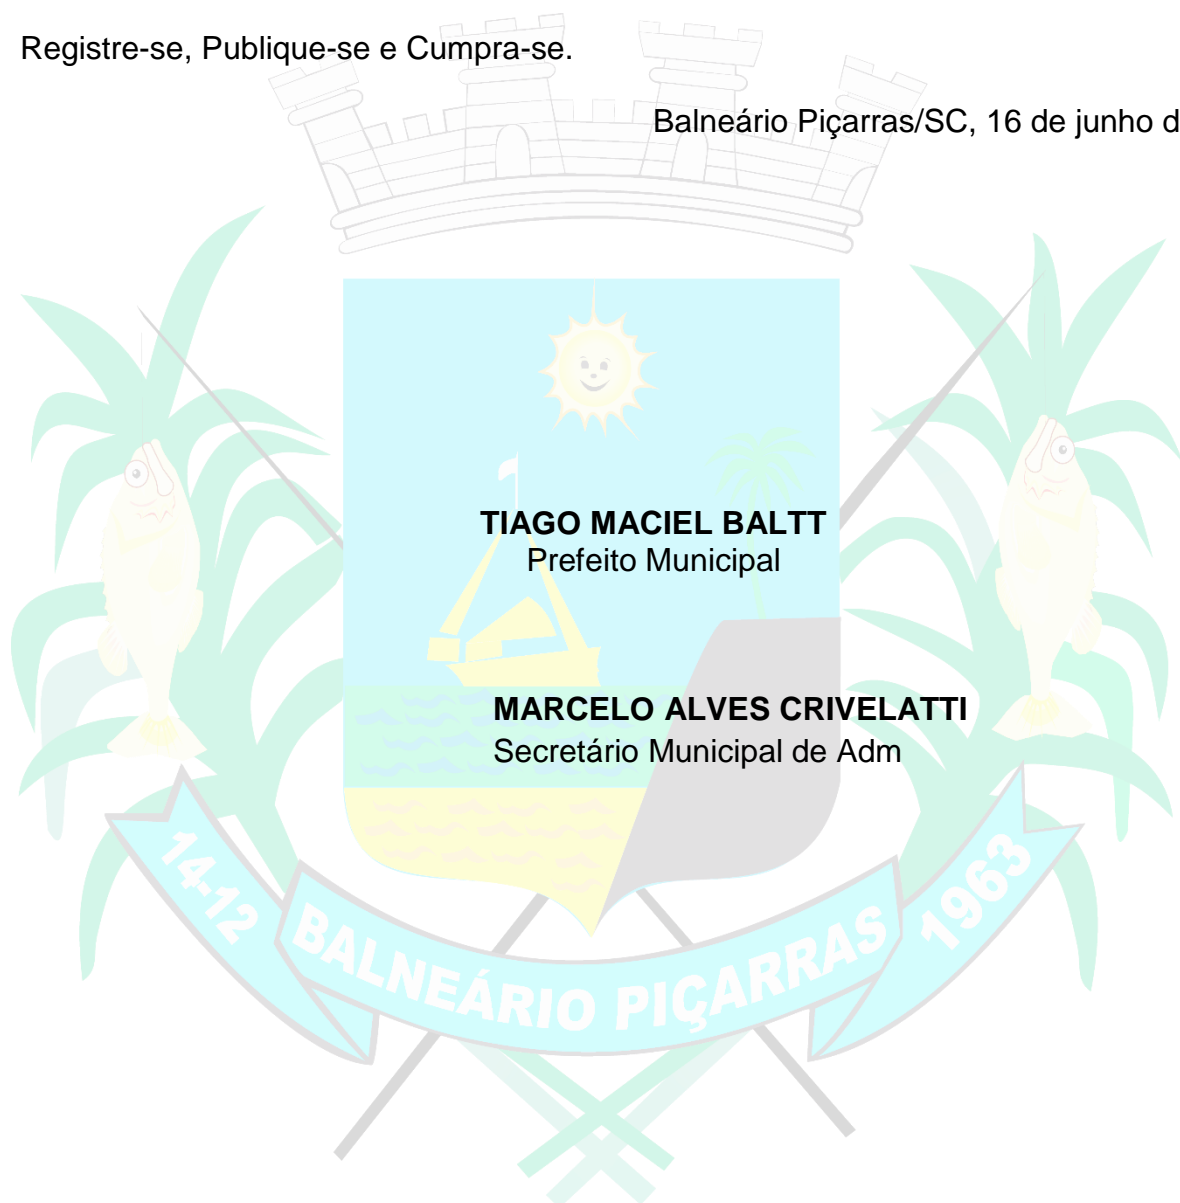 Registre-se, Publique-se e Cumpra-se.
Balneário Piçarras/SC, 16 de junho d
TIAGO MACIEL BALTT
Prefeito Municipal
MARCELO ALVES CRIVELATTI
Secretário Municipal de Adm
14-12
BALNEÁRIO PIÇARRAS
1963